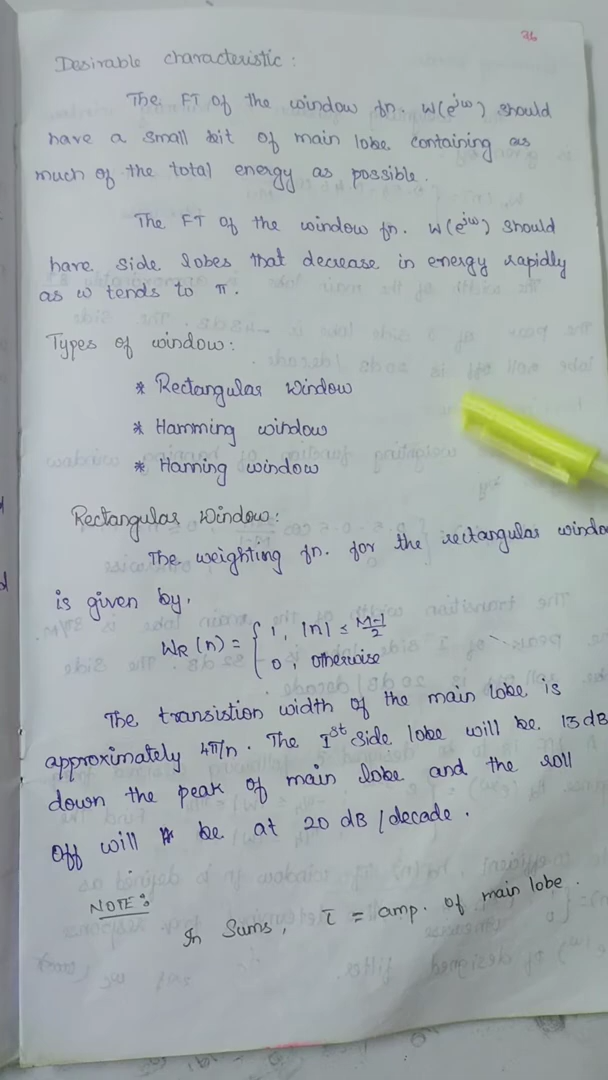 76
Desirable characteristic:
The FT of the window fn. W(e^jω) should
have a small bit of main lobe containing as
much of the total energy as possible.
The FT of the window fn. W(e^jω) should
have side lobes that decrease in energy rapidly
as ω tends to π.
Types of window:
* Rectangular window
* Hamming window
* Hanning window
Rectangular Window:
The weighting fn. for the rectangular windo
is given by,
W_R(n) = { 1, |n| ≤ M-1/2
0, otherwise
The transistion width of the main lobe is
approximately 4π/n. The Ist side lobe will be 13 dB
down the peak of main lobe and the roll
off will be at 20 dB/decade.
NOTE:
In sums, τ = amp. of main lobe.